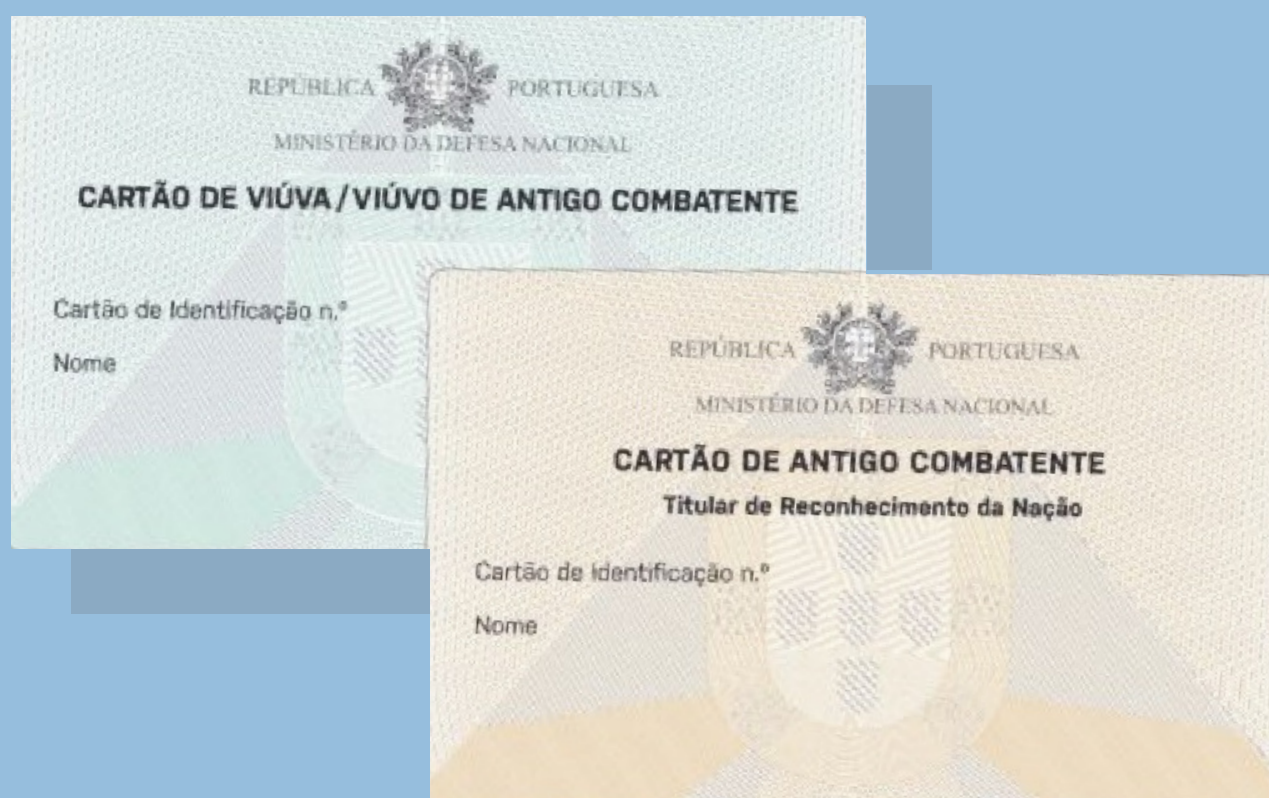 REPÚBLICA PORTUGUESA
MINISTÉRIO DA DEFESA NACIONAL
CARTÃO DE VIÚVA/VIÚVO DE ANTIGO COMBATENTE
Cartão de Identificação n.º
Nome
REPÚBLICA PORTUGUESA
MINISTÉRIO DA DEFESA NACIONAL
CARTÃO DE ANTIGO COMBATENTE
Titular de Reconhecimento da Nação
Cartão de Identificação n.º
Nome